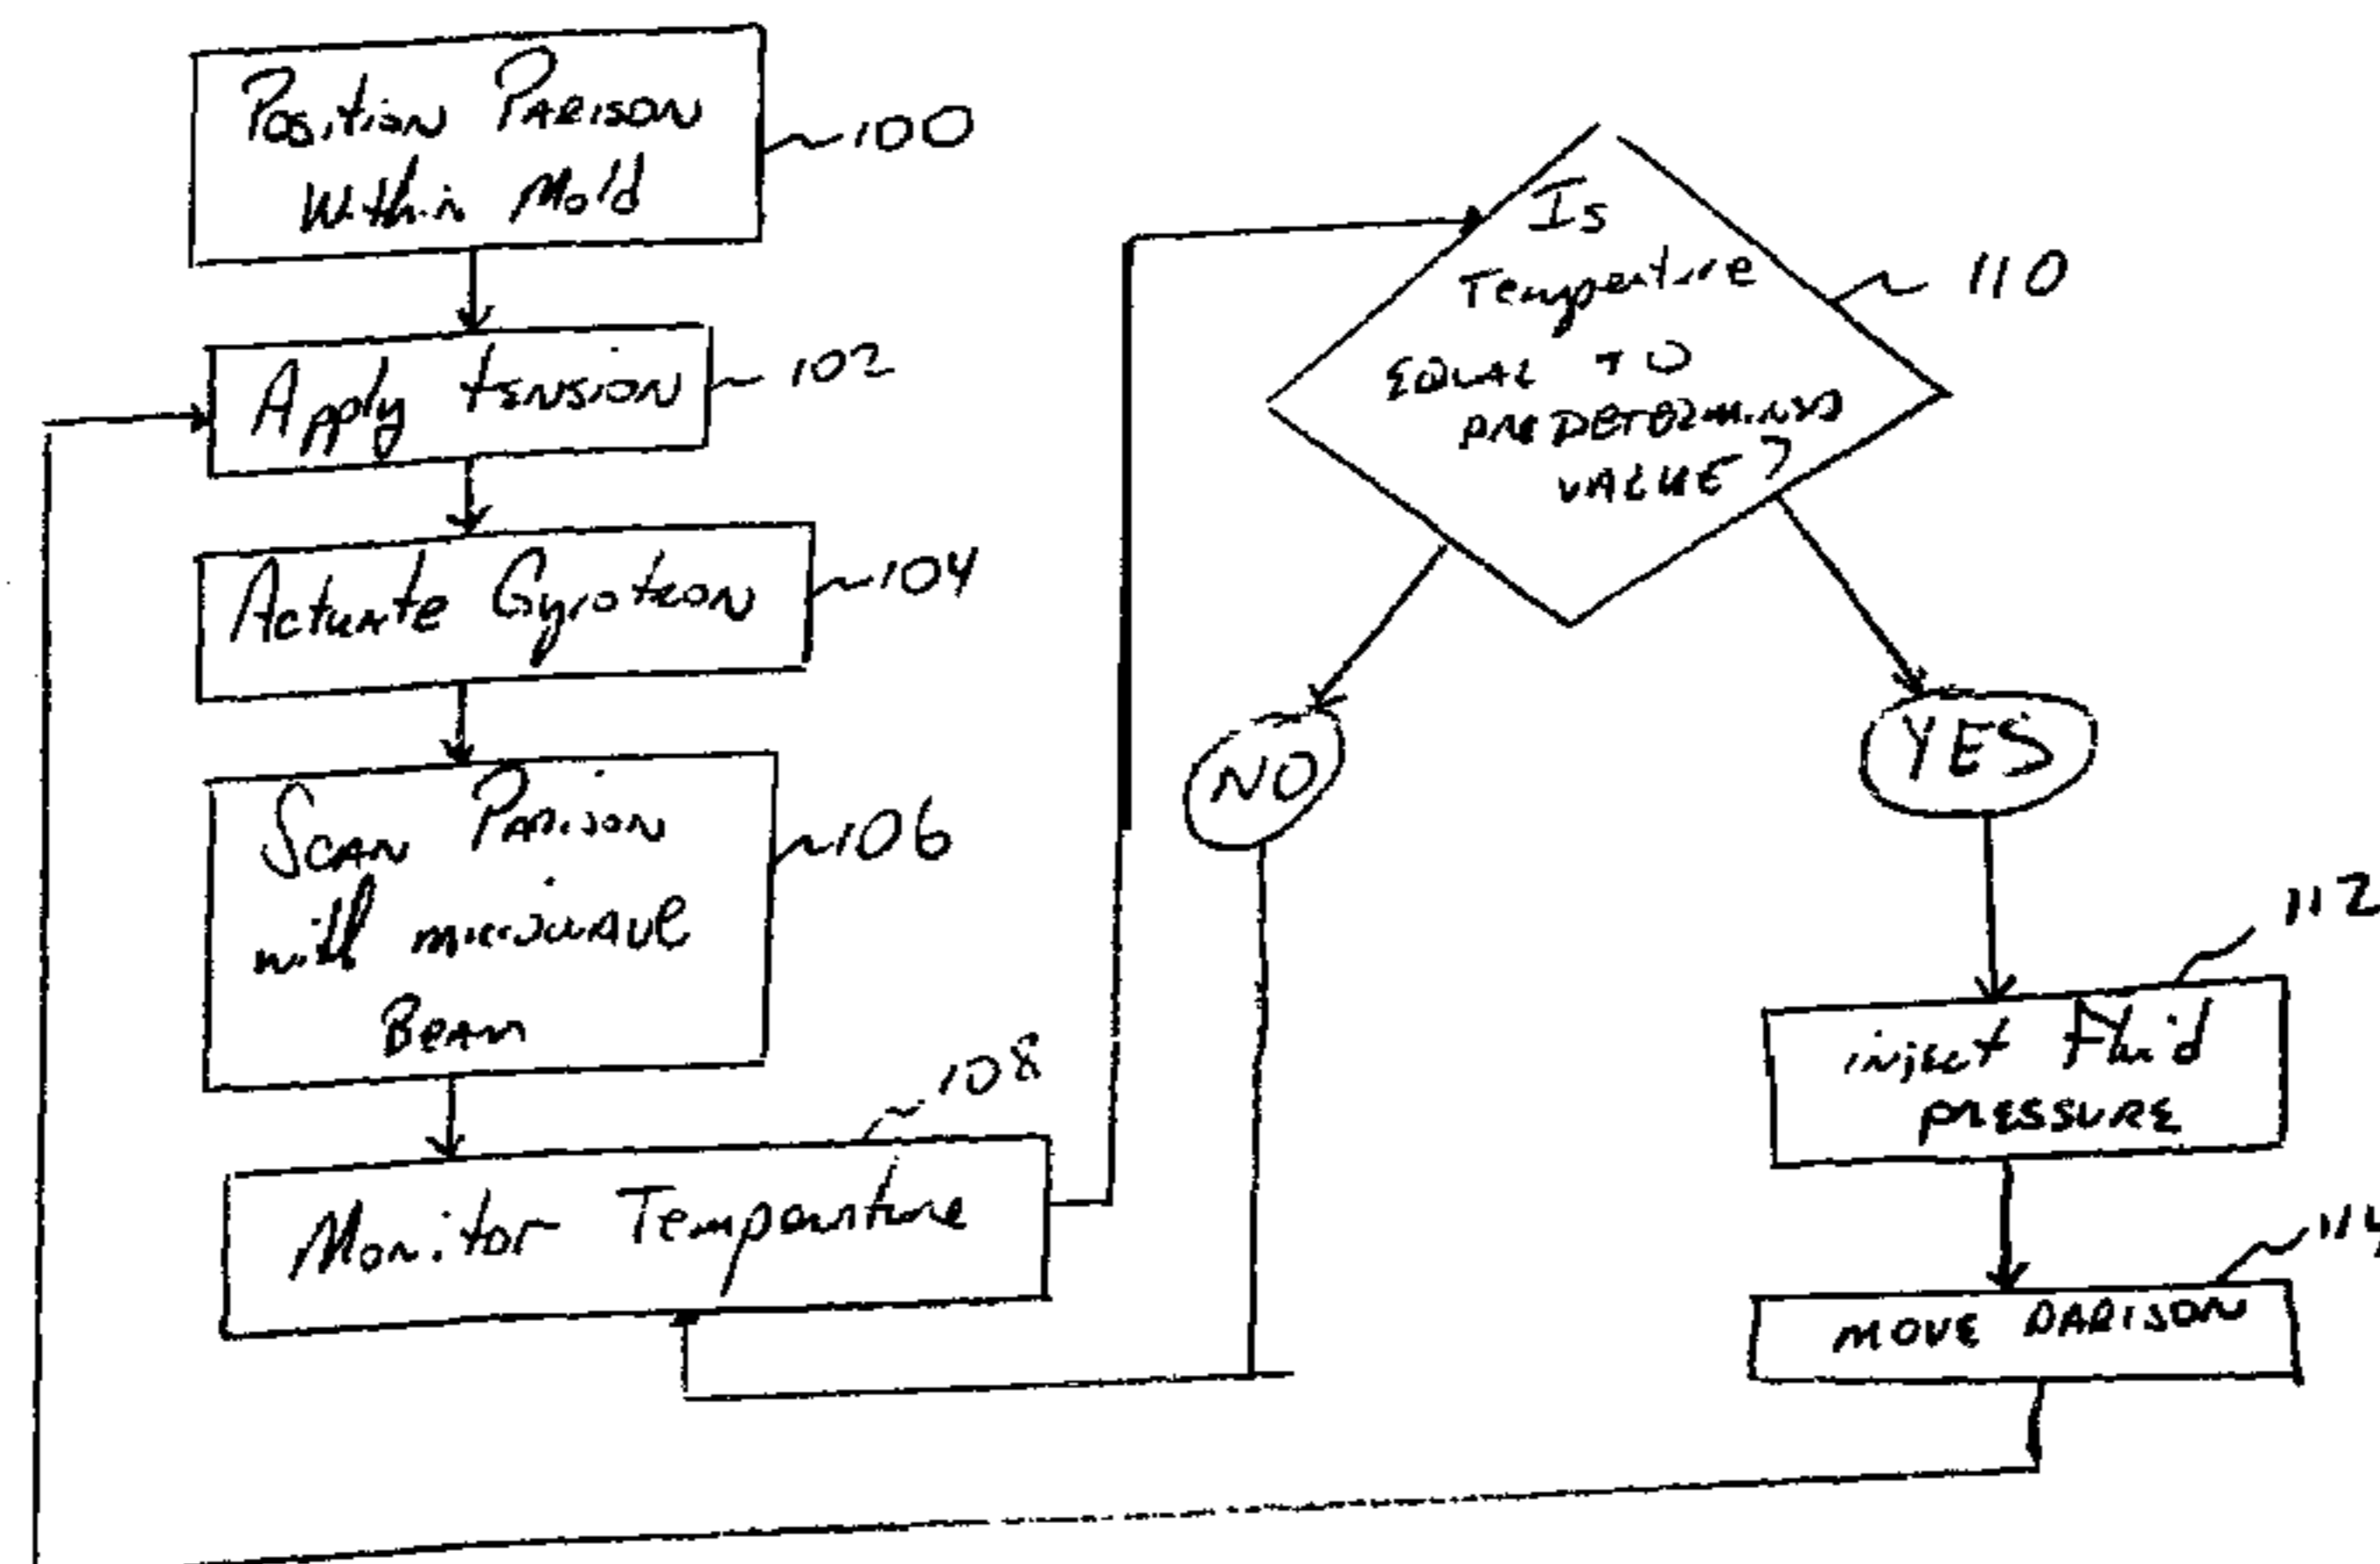 Position Parison
Within Mold
100
Apply tension
102
Actuate Gyrotron
104
Scan Parison
with microwave
Beam
106
108
Monitor Temperature
Is
Temperature
EQUAL TO
PREDETERMINED
VALUE?
110
NO
YES
112
inject fluid
PRESSURE
114
MOVE PARISON